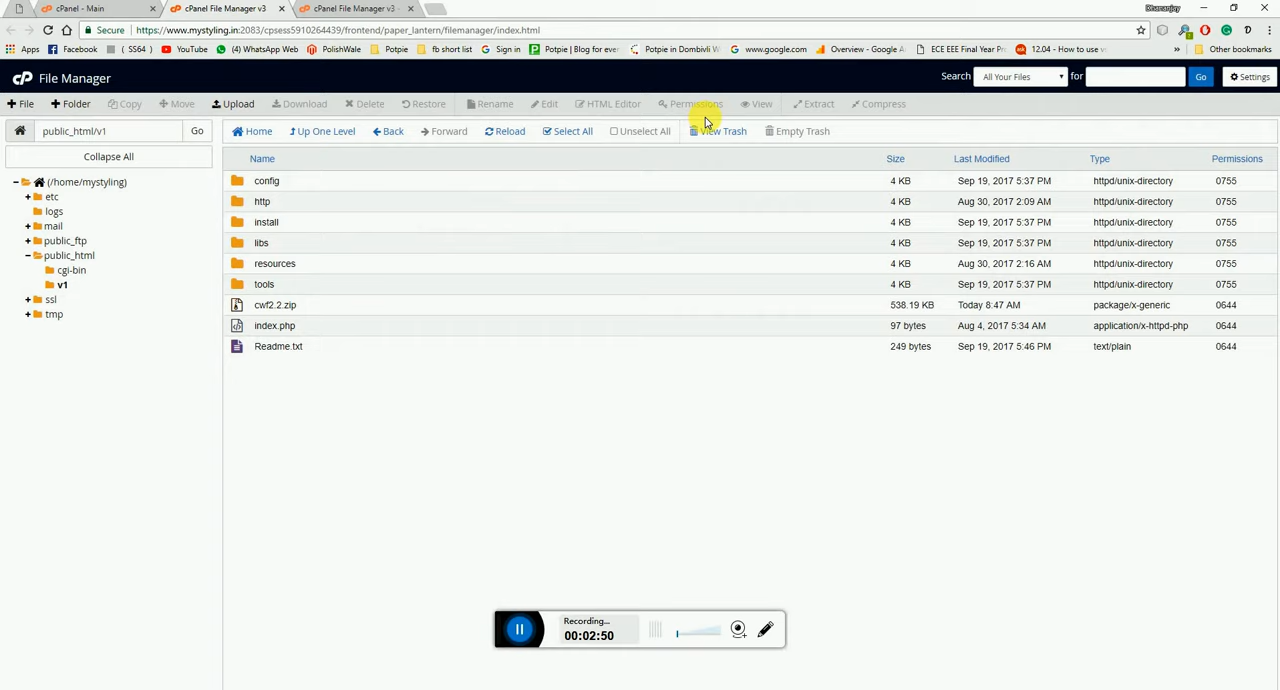 cPanel - Main
cPanel File Manager v3
cPanel File Manager v3
Dhananjay
Secure
https://www.mystyling.in:2083/cpsess5910264439/frontend/paper_lantern/filemanager/index.html
Apps Facebook ( SS64 ) YouTube (4) WhatsApp Web PolishWale Potpie fb short list Sign in Potpie | Blog for ever Potpie in Dombivli W www.google.com Overview - Google A ECE EEE Final Year Pr 12.04 - How to use v » Other bookmarks
cP File Manager
Search All Your Files for Go Settings
File Folder Copy Move Upload Download Delete Restore Rename Edit HTML Editor Permissions View Extract Compress
public_html/v1 Go
Home Up One Level Back Forward Reload Select All Unselect All View Trash Empty Trash
Collapse All
(/home/mystyling)
etc
logs
mail
public_ftp
public_html
cgi-bin
v1
ssl
tmp
Name Size Last Modified Type Permissions
config 4 KB Sep 19, 2017 5:37 PM httpd/unix-directory 0755
http 4 KB Aug 30, 2017 2:09 AM httpd/unix-directory 0755
install 4 KB Sep 19, 2017 5:37 PM httpd/unix-directory 0755
libs 4 KB Sep 19, 2017 5:37 PM httpd/unix-directory 0755
resources 4 KB Aug 30, 2017 2:16 AM httpd/unix-directory 0755
tools 4 KB Sep 19, 2017 5:37 PM httpd/unix-directory 0755
cwf2.2.zip 538.19 KB Today 8:47 AM package/x-generic 0644
index.php 97 bytes Aug 4, 2017 5:34 AM application/x-httpd-php 0644
Readme.txt 249 bytes Sep 19, 2017 5:46 PM text/plain 0644
Recording...
00:02:50